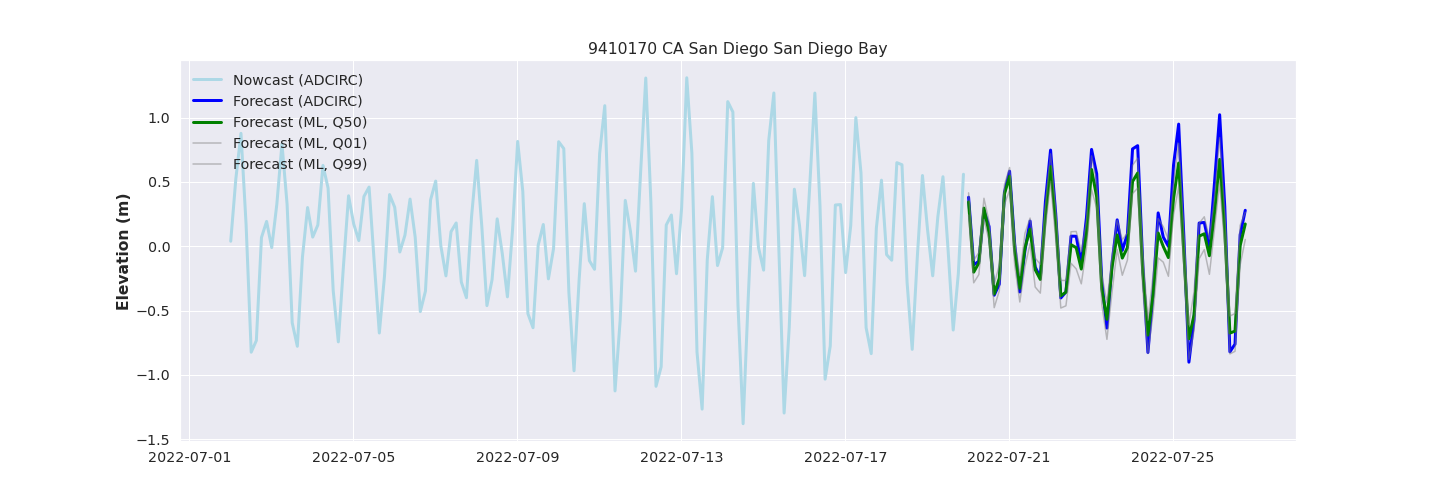 9410170 CA San Diego San Diego Bay
Nowcast (ADCIRC)
Forecast (ADCIRC)
Forecast (ML, Q50)
Forecast (ML, Q01)
Forecast (ML, Q99)
Elevation (m)
1.0
0.5
0.0
−0.5
−1.0
−1.5
2022-07-01
2022-07-05
2022-07-09
2022-07-13
2022-07-17
2022-07-21
2022-07-25